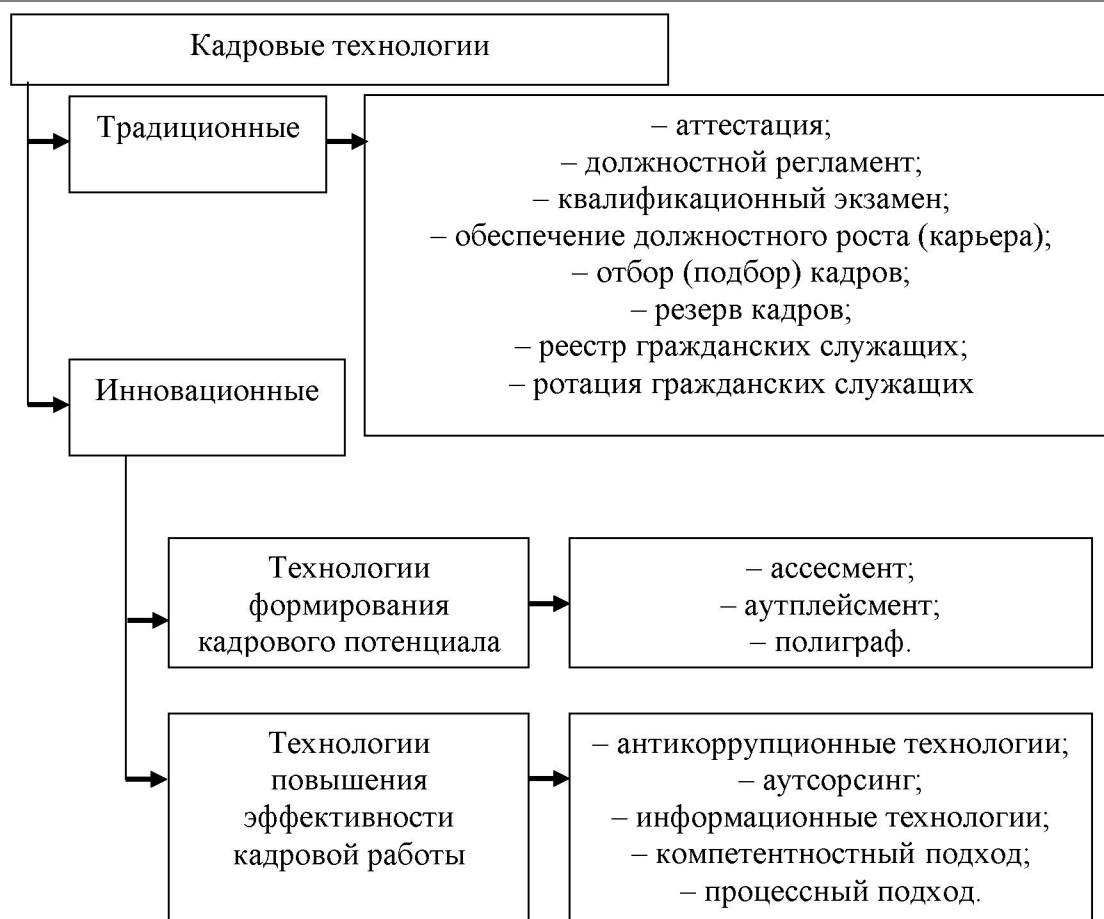 Кадровые технологии
Традиционные
– аттестация;
– должностной регламент;
– квалификационный экзамен;
– обеспечение должностного роста (карьера);
– отбор (подбор) кадров;
– резерв кадров;
– реестр гражданских служащих;
– ротация гражданских служащих
Инновационные
Технологии
формирования
кадрового потенциала
– ассесмент;
– аутплейсмент;
– полиграф.
Технологии
повышения
эффективности
кадровой работы
– антикоррупционные технологии;
– аутсорсинг;
– информационные технологии;
– компетентностный подход;
– процессный подход.